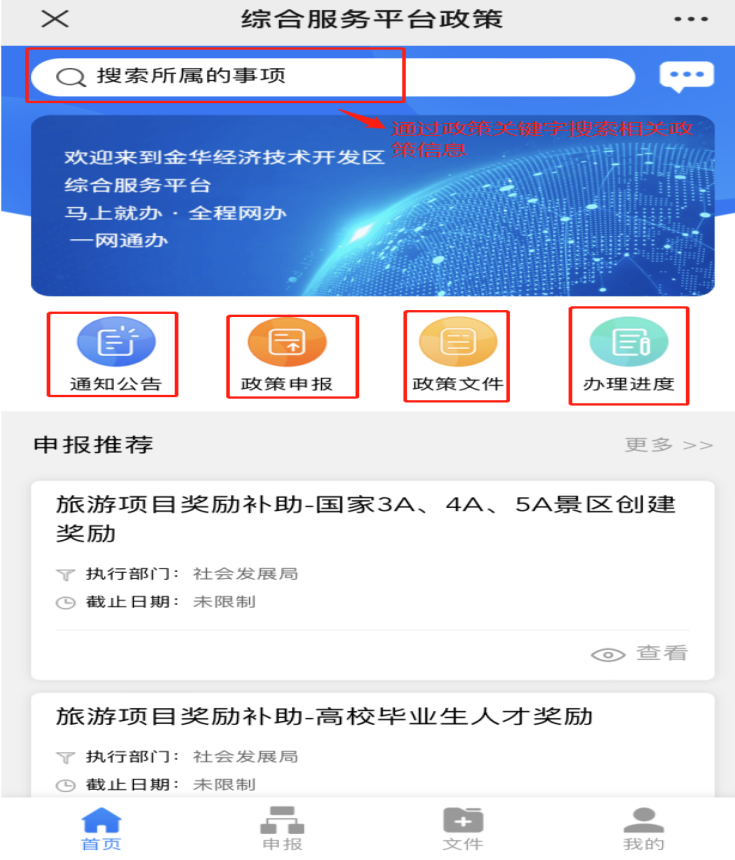 综合服务平台政策
搜索所属的事项
通过政策关键字搜索相关政
策信息
欢迎来到金华经济技术开发区
综合服务平台
马上就办·全程网办
一网通办
通知公告
政策申报
政策文件
办理进度
申报推荐
更多 >>
旅游项目奖励补助-国家3A、4A、5A景区创建
奖励
执行部门：社会发展局
截止日期：未限制
查看
旅游项目奖励补助-高校毕业生人才奖励
执行部门：社会发展局
截止日期：未限制
首页
申报
文件
我的